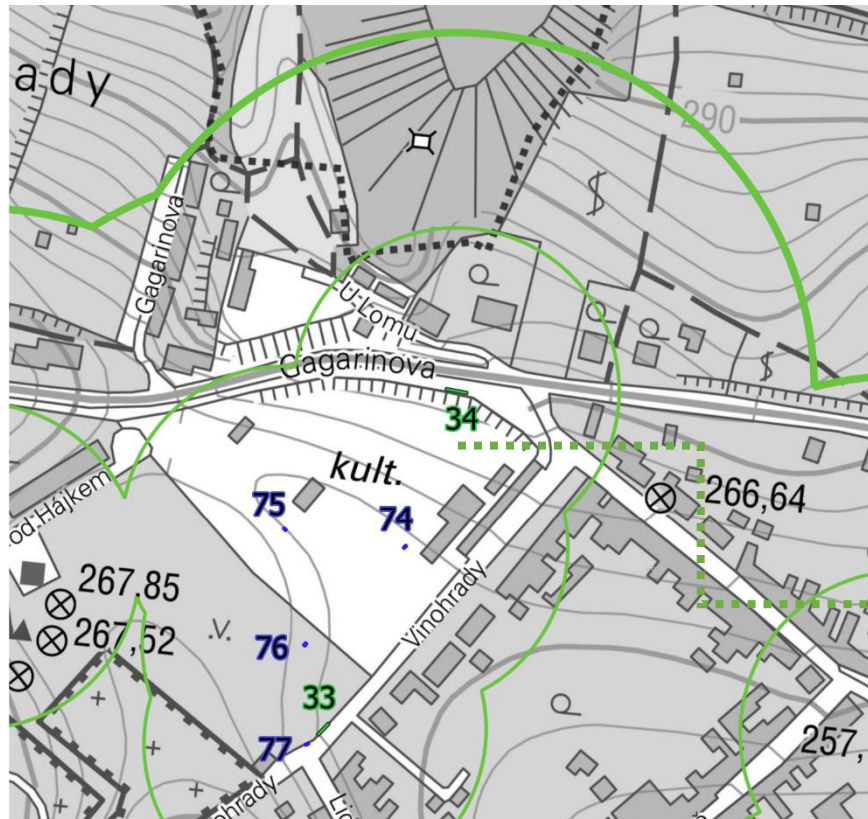 ady
290
Gagarinova
U Lomu
Gagarinova
34
kult.
75
74
266,64
od Hájkem
267,85
267,52
.V.
Vinohrady
76
33
77
257,
ohrady